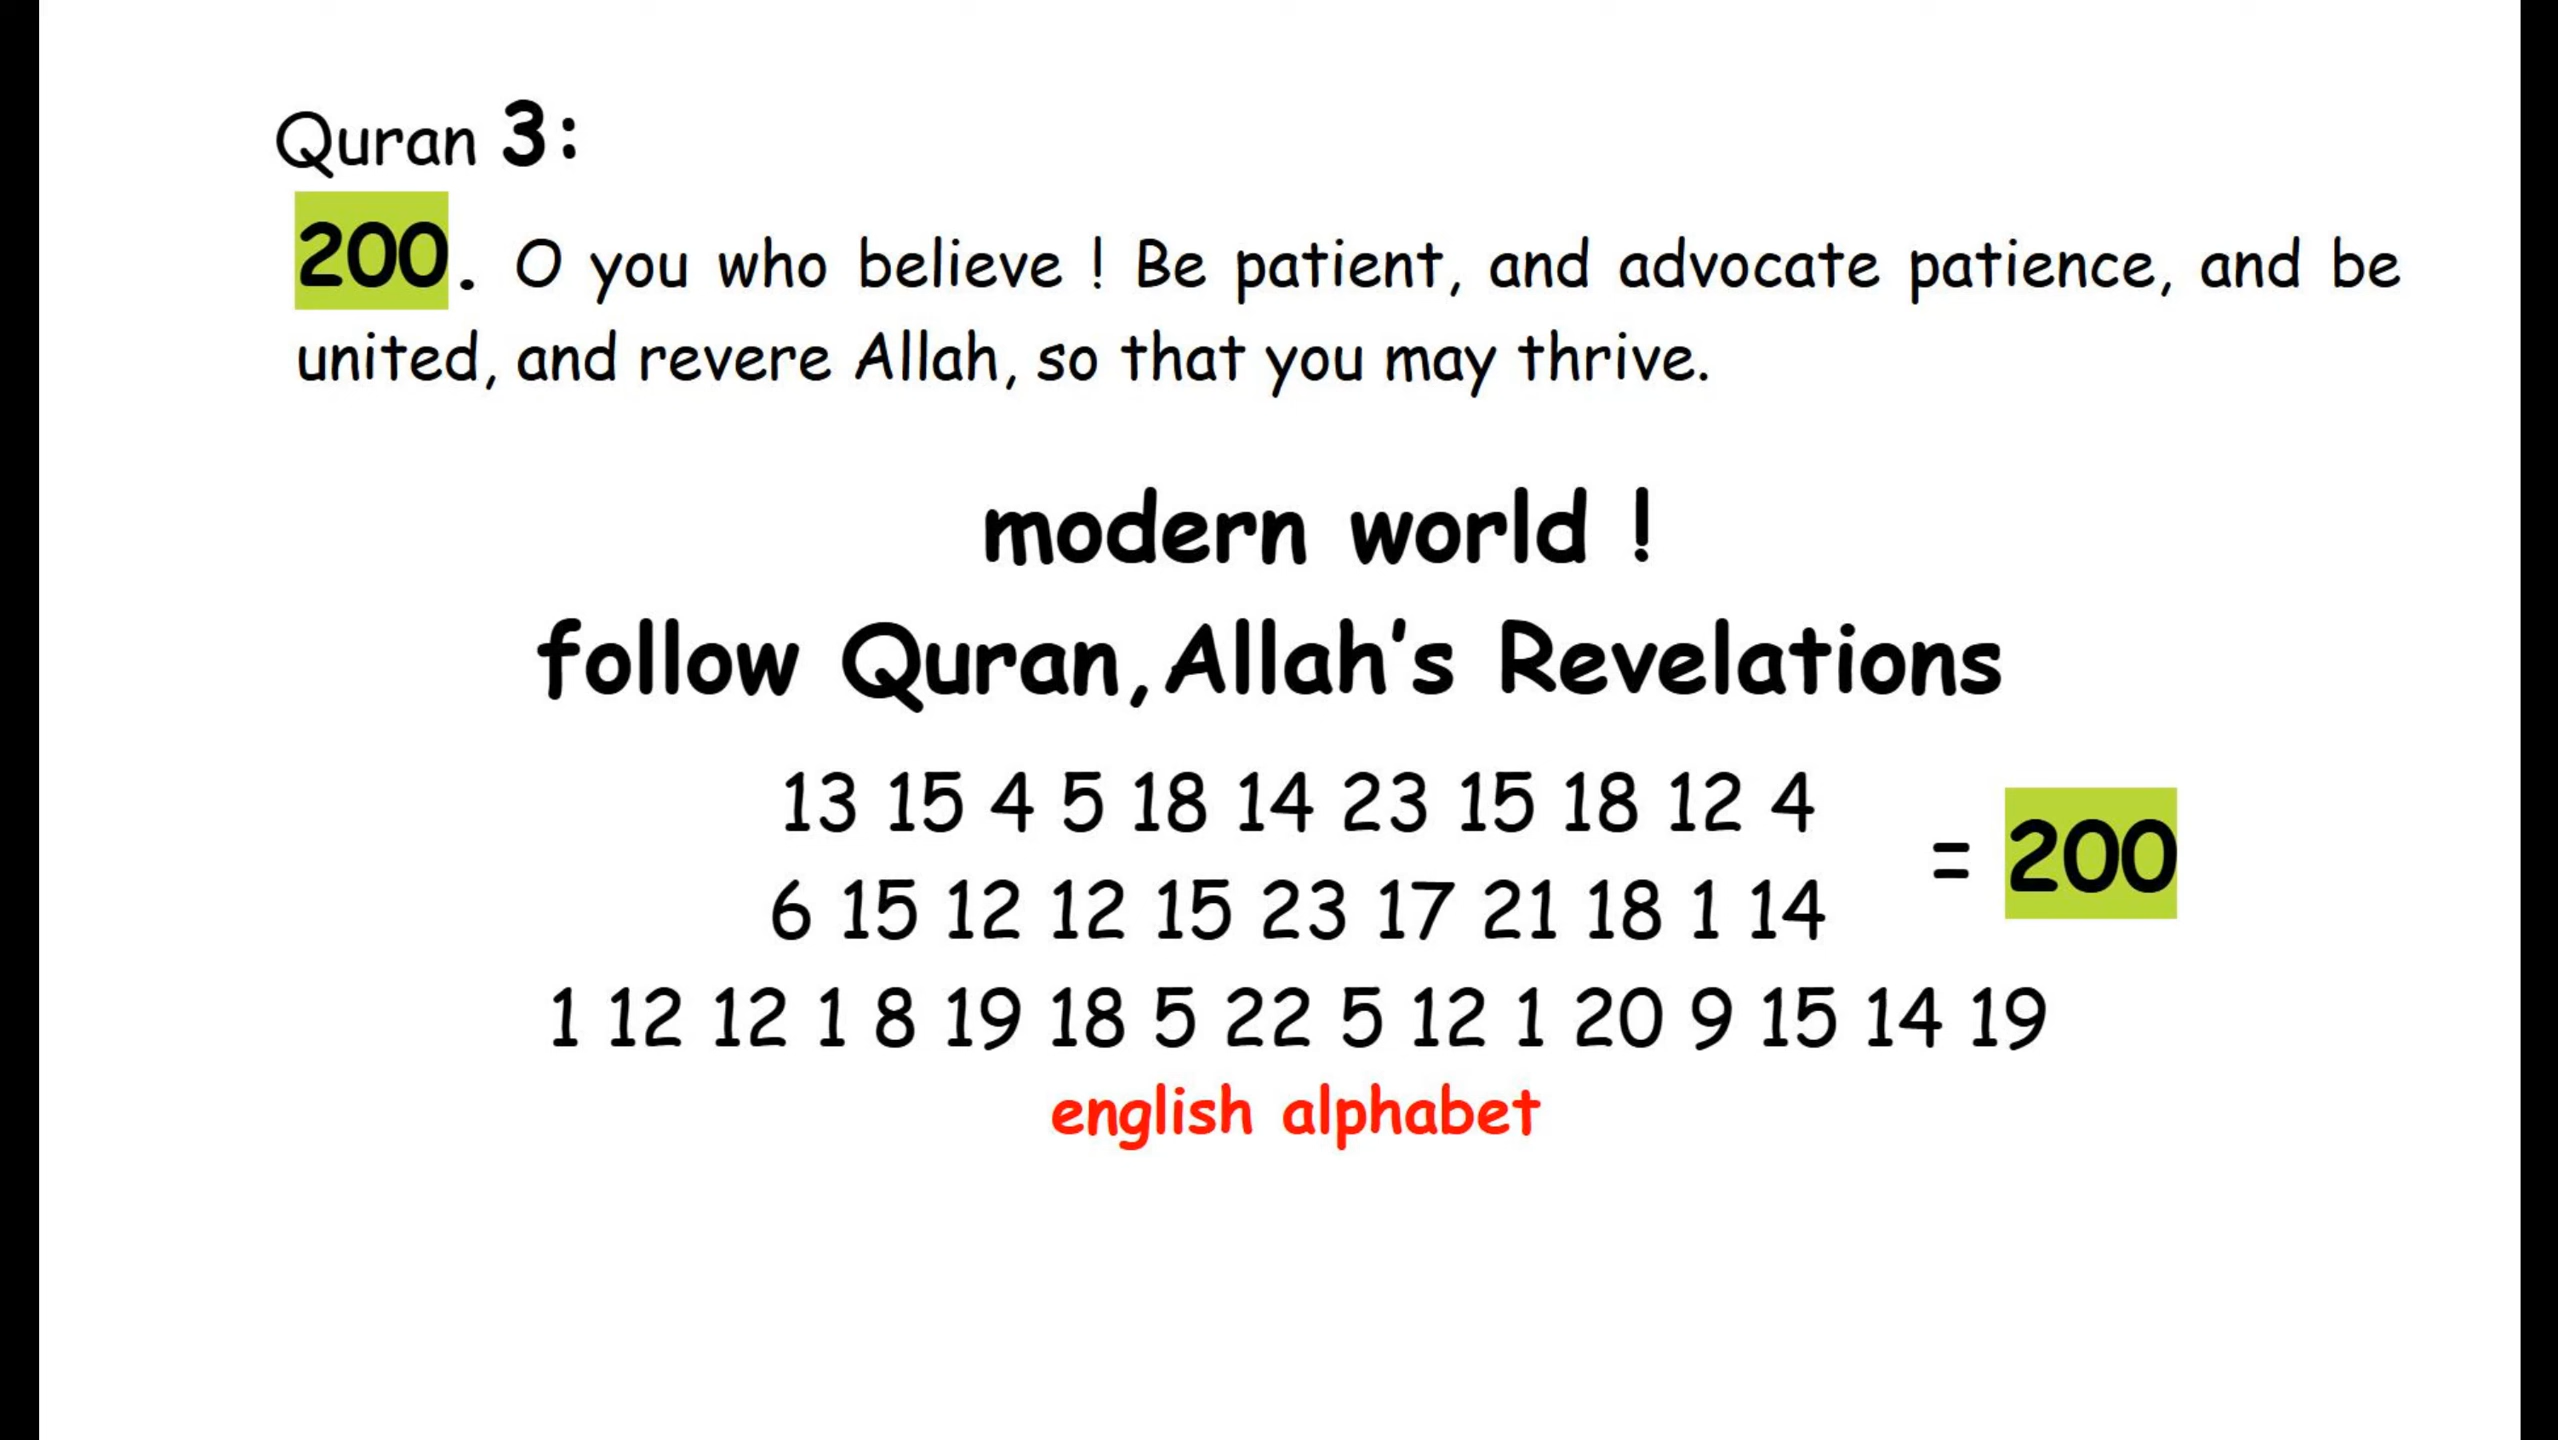 Quran 3:
200. O you who believe ! Be patient, and advocate patience, and be
united, and revere Allah, so that you may thrive.
modern world !
follow Quran,Allah’s Revelations
13 15 4 5 18 14 23 15 18 12 4
= 200
6 15 12 12 15 23 17 21 18 1 14
1 12 12 1 8 19 18 5 22 5 12 1 20 9 15 14 19
english alphabet